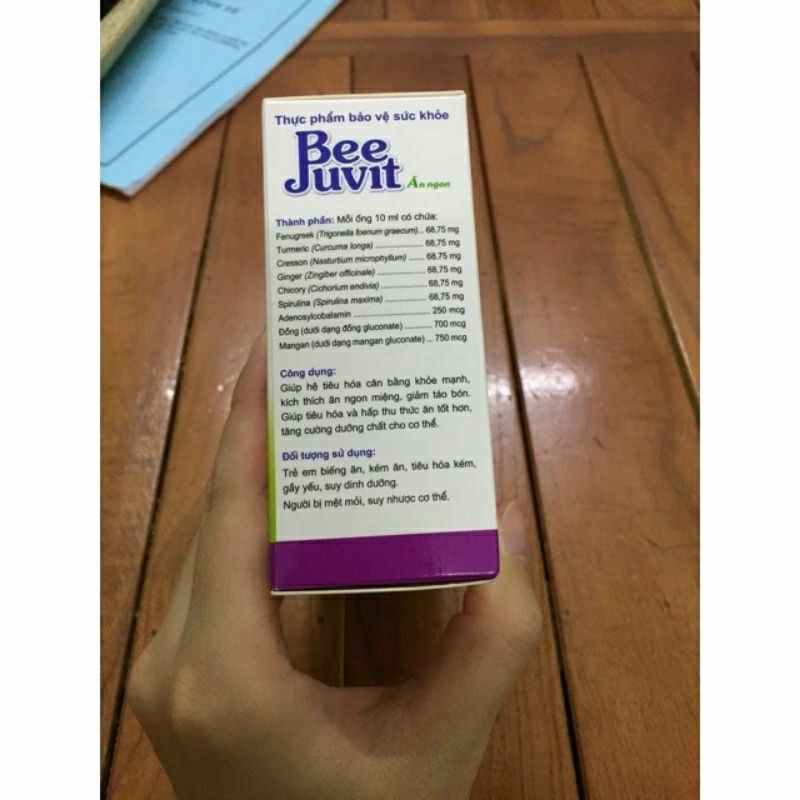 Thực phẩm bảo vệ sức khỏe
Bee
Juvit Ăn ngon
Thành phần: Mỗi ống 10 ml có chứa:
Fenugreek (Trigonella foenum graecum)... 68,75 mg
Turmeric (Curcuma longa) .................... 68,75 mg
Cresson (Nasturtium microphyllum) ...... 68,75 mg
Ginger (Zingiber officinale) .................... 68,75 mg
Chicory (Cichorium endivia) .................. 68,75 mg
Spirulina (Spirulina maxima) ................. 68,75 mg
Adenosylcobalamin ............................. 250 mcg
Đồng (dưới dạng đồng gluconate) .......... 700 mcg
Mangan (dưới dạng mangan gluconate) ... 750 mcg
Công dụng:
Giúp hệ tiêu hóa cân bằng khỏe mạnh,
kích thích ăn ngon miệng, giảm táo bón.
Giúp tiêu hóa và hấp thu thức ăn tốt hơn,
tăng cường dưỡng chất cho cơ thể.
Đối tượng sử dụng:
Trẻ em biếng ăn, kém ăn, tiêu hóa kém,
gầy yếu, suy dinh dưỡng.
Người bị mệt mỏi, suy nhược cơ thể.